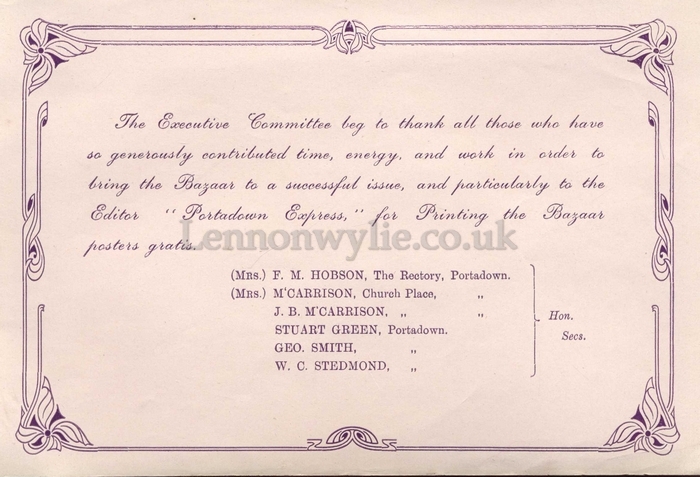 The Executive Committee beg to thank all those who have
so generously contributed time, energy, and work in order to
bring the Bazaar to a successful issue, and particularly to the
Editor "Portadown Express," for Printing the Bazaar
posters gratis.
Lennonwylie.co.uk
(Mrs.) F. M. HOBSON, The Rectory, Portadown.
(Mrs.) M'CARRISON, Church Place, „
J. B. M'CARRISON, „ „
STUART GREEN, Portadown.
GEO. SMITH, „
W. C. STEDMOND, „
Hon.
Secs.